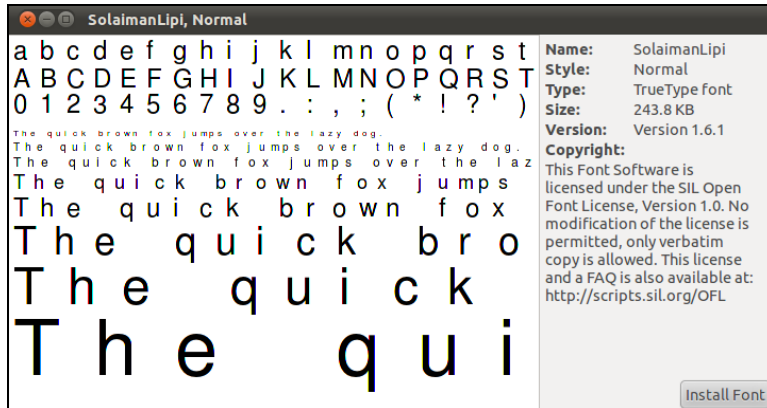 SolaimanLipi, Normal
a b c d e f g h i j k l m n o p q r s t
A B C D E F G H I J K L M N O P Q R S T
0 1 2 3 4 5 6 7 8 9 . : , ; ( * ! ? ' )
The quick brown fox jumps over the lazy dog.
The quick brown fox jumps over the lazy dog.
The quick brown fox jumps over the laz
The quick brown fox jumps
The quick brown fox
The quick bro
The quick
The qui
Name: SolaimanLipi
Style: Normal
Type: TrueType font
Size: 243.8 KB
Version: Version 1.6.1
Copyright:
This Font Software is
licensed under the SIL Open
Font License, Version 1.0. No
modification of the license is
permitted, only verbatim
copy is allowed. This license
and a FAQ is also available at:
http://scripts.sil.org/OFL
Install Font